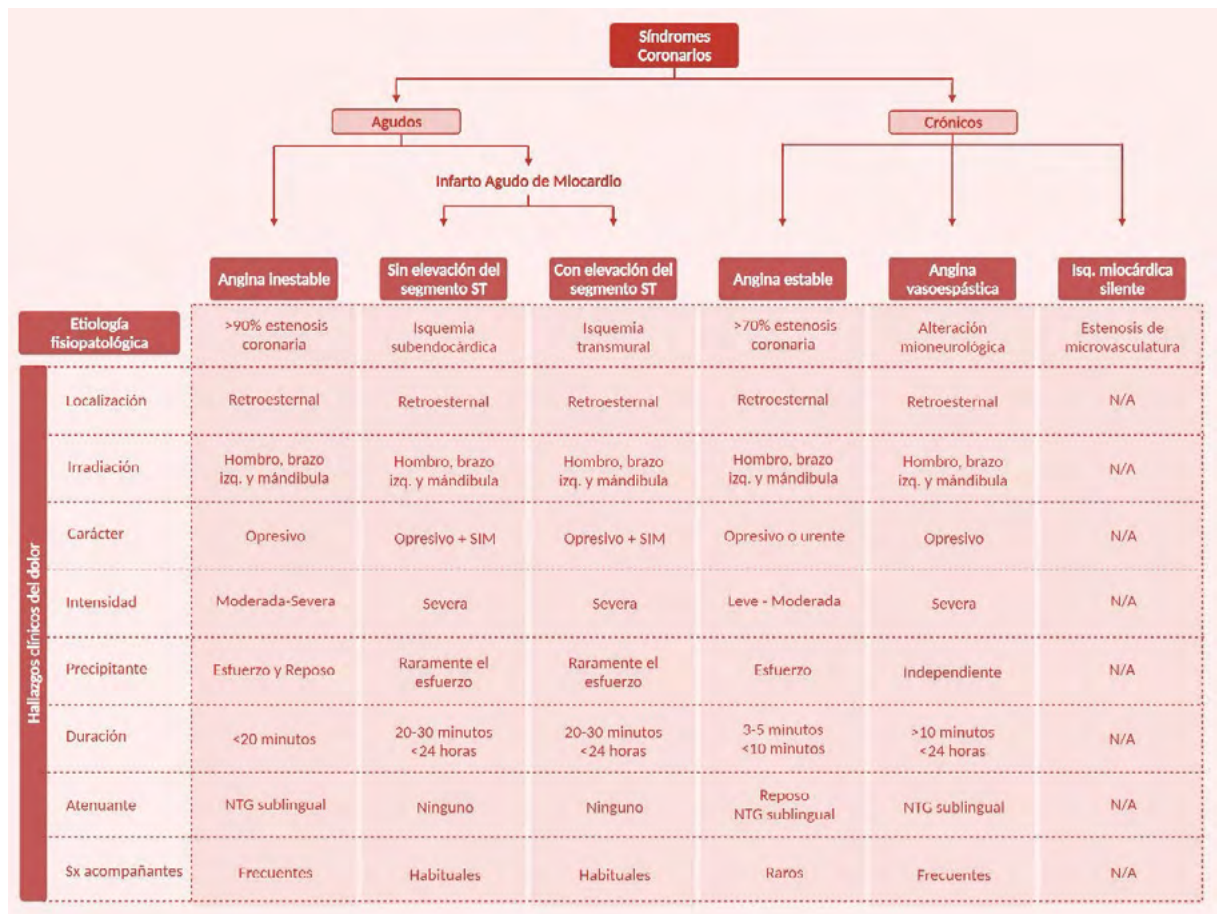 Síndromes
Coronarios
Agudos
Crónicos
Infarto Agudo de Miocardio
Angina inestable
Sin elevación del
segmento ST
Con elevación del
segmento ST
Angina estable
Angina
vasoespástica
Isq. miocárdica
silente
Etiología
fisiopatológica
>90% estenosis
coronaria
Isquemia
subendocárdica
Isquemia
transmural
>70% estenosis
coronaria
Alteración
mioneurológica
Estenosis de
microvasculatura
Hallazgos clínicos del dolor
Localización
Retroesternal
Retroesternal
Retroesternal
Retroesternal
Retroesternal
N/A
Irradiación
Hombro, brazo
izq. y mándibula
Hombro, brazo
izq. y mándibula
Hombro, brazo
izq. y mándibula
Hombro, brazo
izq. y mándibula
Hombro, brazo
izq. y mándibula
N/A
Carácter
Opresivo
Opresivo + SIM
Opresivo + SIM
Opresivo o urente
Opresivo
N/A
Intensidad
Moderada-Severa
Severa
Severa
Leve - Moderada
Severa
N/A
Precipitante
Esfuerzo y Reposo
Raramente el
esfuerzo
Raramente el
esfuerzo
Esfuerzo
Independiente
N/A
Duración
<20 minutos
20-30 minutos
<24 horas
20-30 minutos
<24 horas
3-5 minutos
<10 minutos
>10 minutos
<24 horas
N/A
Atenuante
NTG sublingual
Ninguno
Ninguno
Reposo
NTG sublingual
NTG sublingual
N/A
Sx acompañantes
Frecuentes
Habituales
Habituales
Raros
Frecuentes
N/A